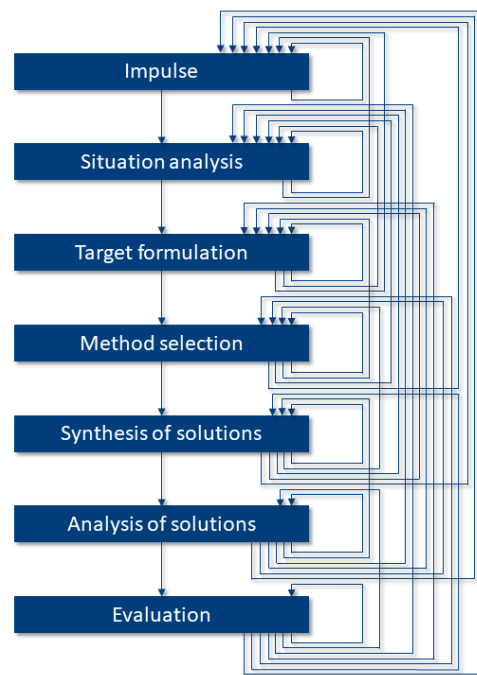 Impulse
Situation analysis
Target formulation
Method selection
Synthesis of solutions
Analysis of solutions
Evaluation